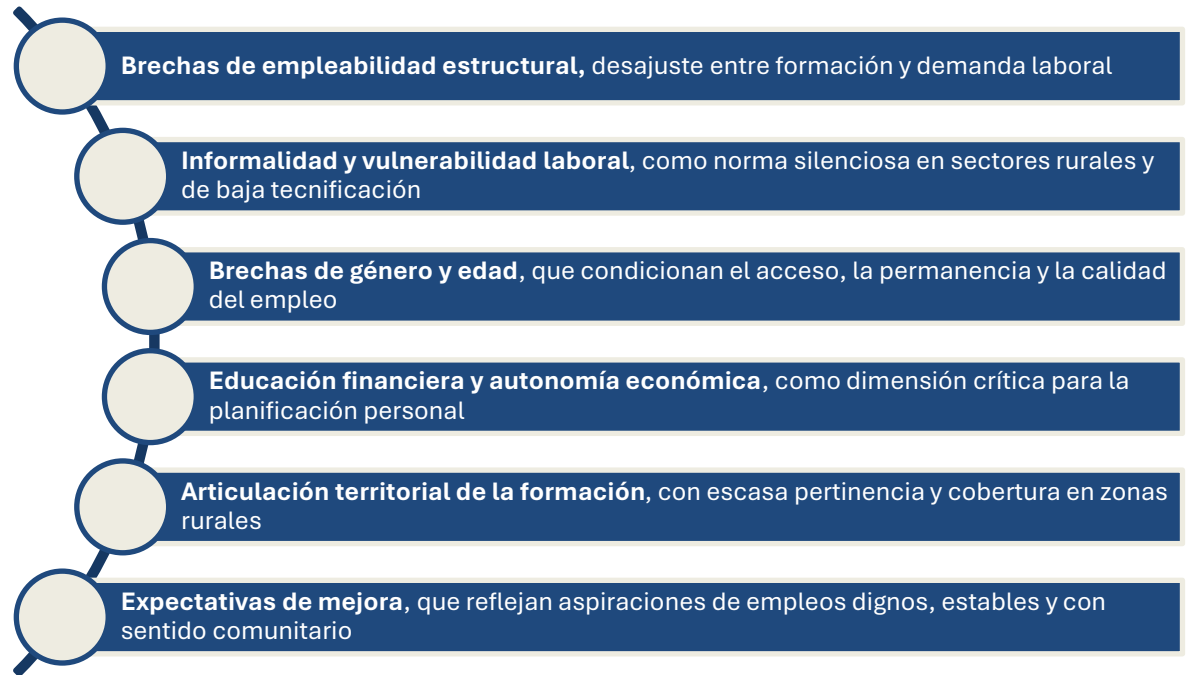 Brechas de empleabilidad estructural, desajuste entre formación y demanda laboral
Informalidad y vulnerabilidad laboral, como norma silenciosa en sectores rurales y
de baja tecnificación
Brechas de género y edad, que condicionan el acceso, la permanencia y la calidad
del empleo
Educación financiera y autonomía económica, como dimensión crítica para la
planificación personal
Articulación territorial de la formación, con escasa pertinencia y cobertura en zonas
rurales
Expectativas de mejora, que reflejan aspiraciones de empleos dignos, estables y con
sentido comunitario